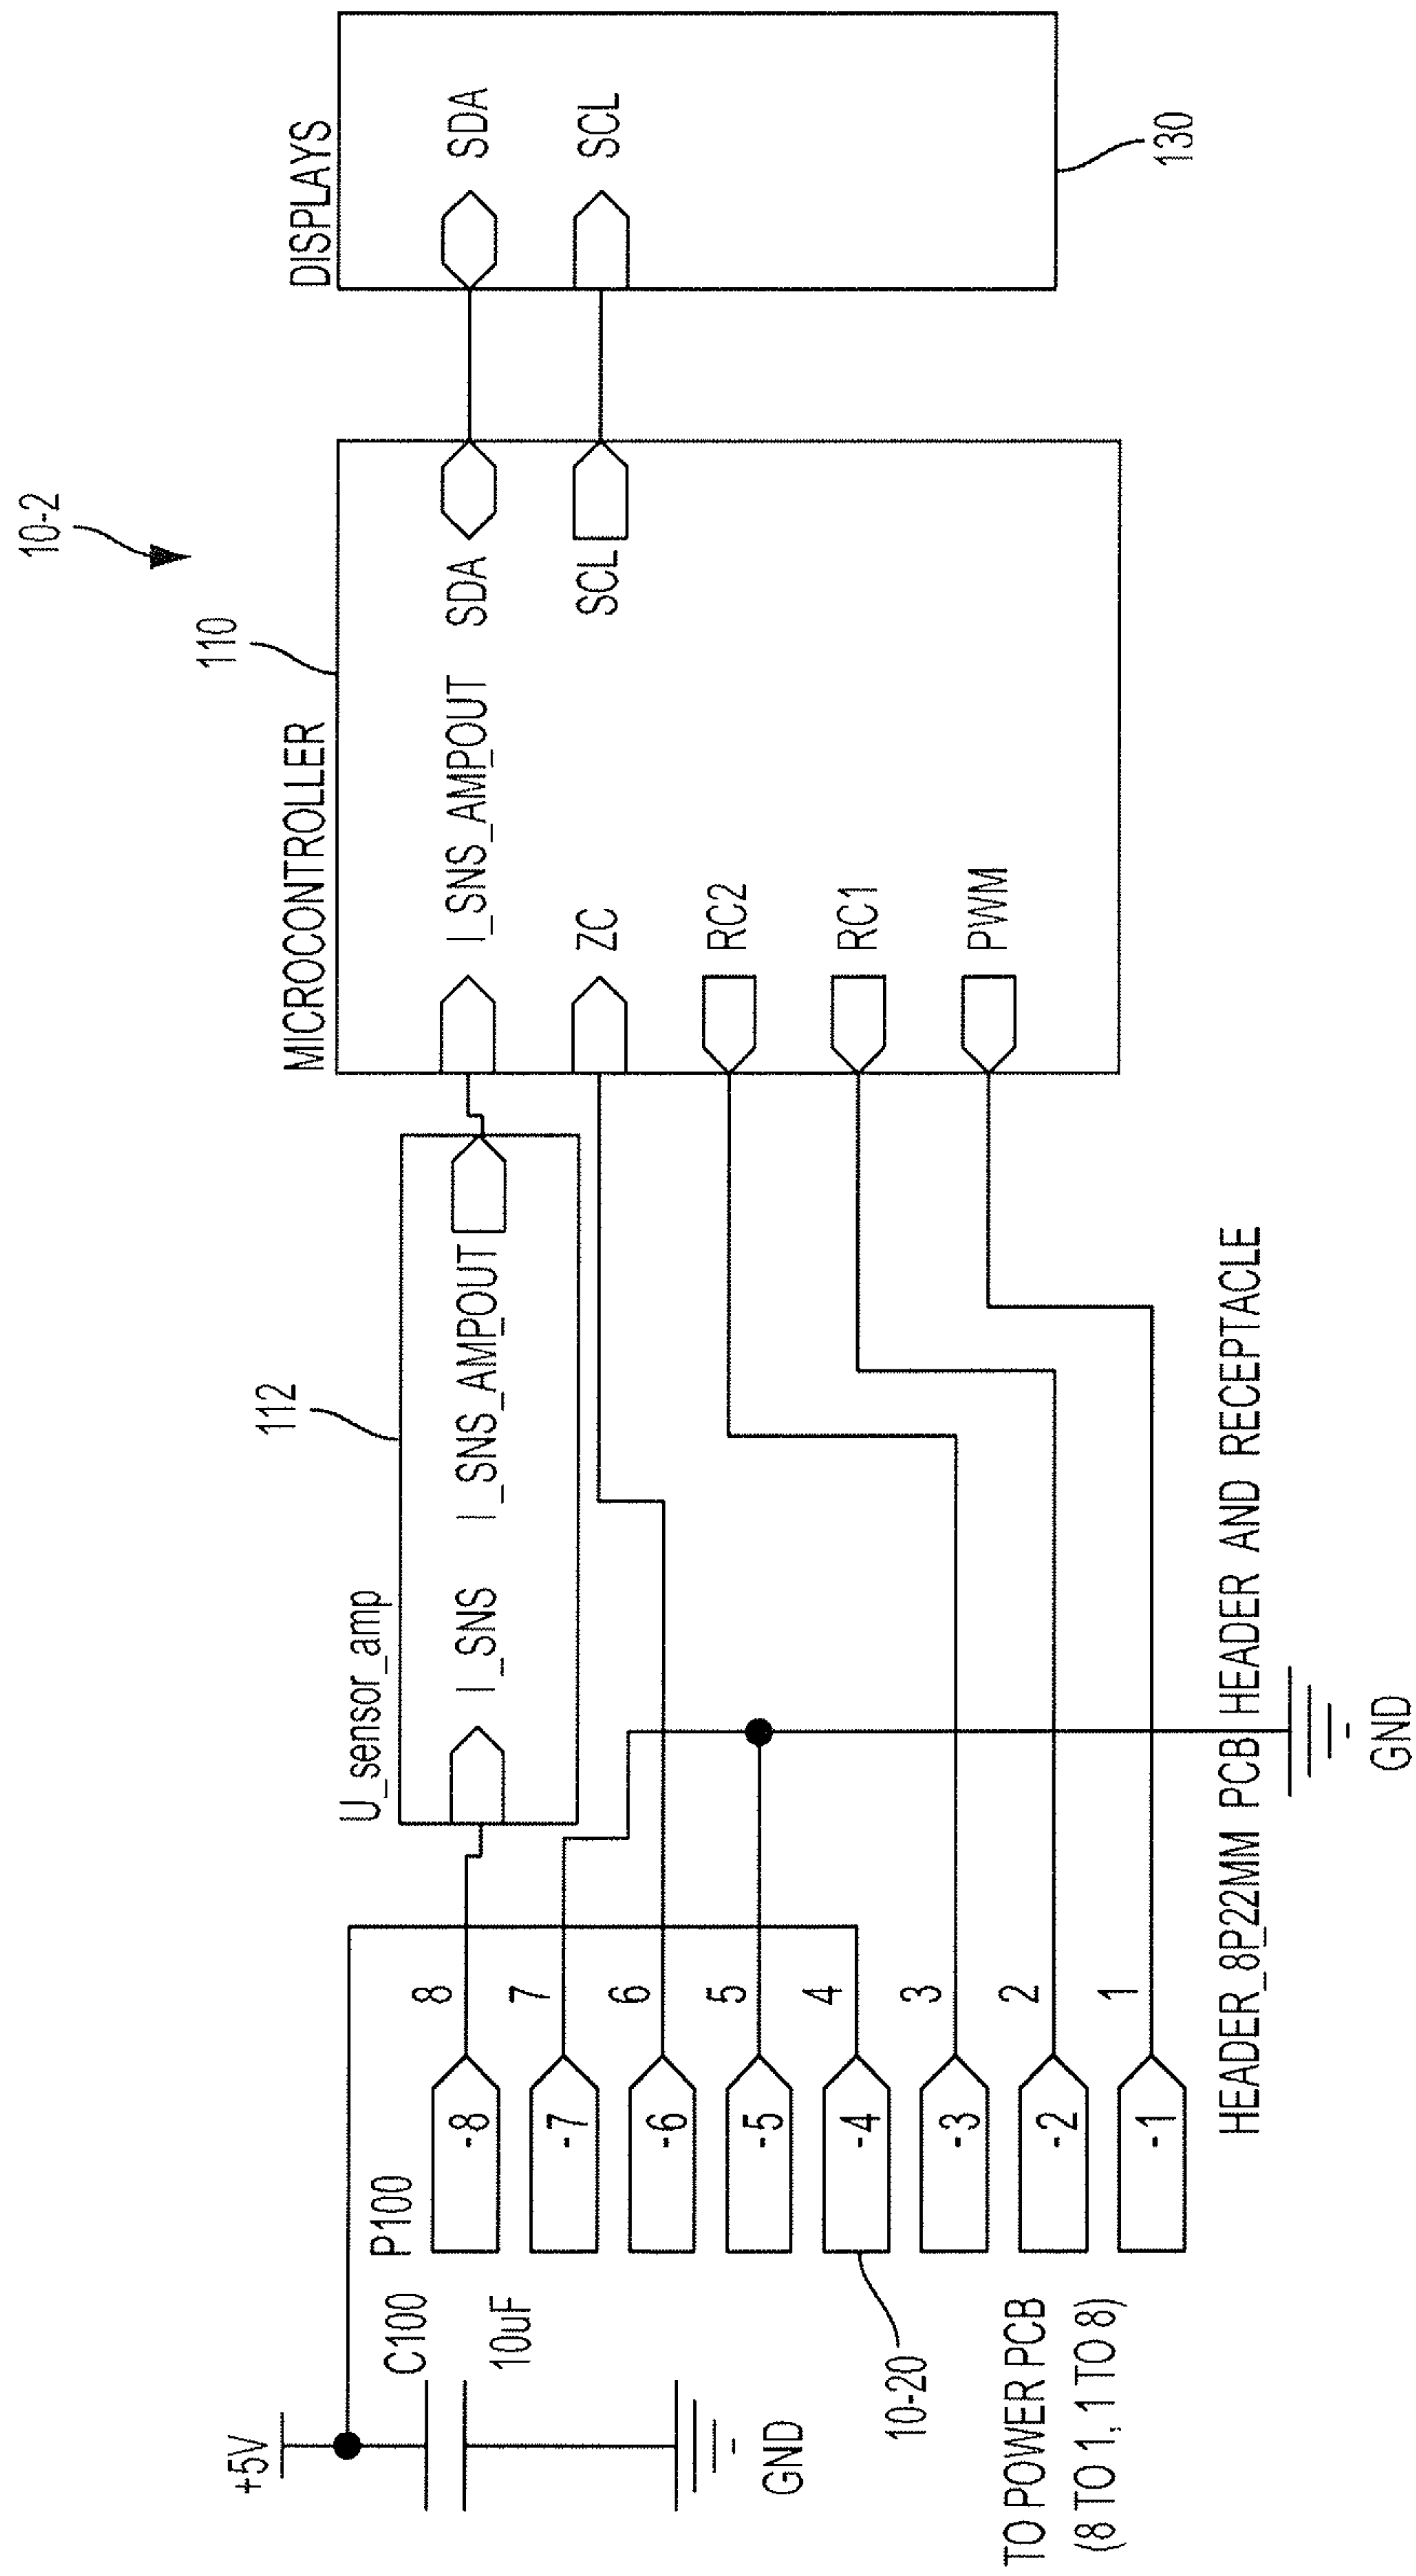 10-2
110
112
+5V
C100
10uF
GND
P100
-8
8
-7
7
-6
6
-5
5
-4
4
-3
3
-2
2
-1
1
10-20
TO POWER PCB
(8 TO 1, 1 TO 8)
HEADER_8P22MM PCB HEADER AND RECEPTACLE
GND
U_sensor_amp
I_SNS
I_SNS_AMPOUT
MICROCONTROLLER
I_SNS_AMPOUT
SDA
ZC
SCL
RC2
RC1
PWM
DISPLAYS
SDA
SCL
130